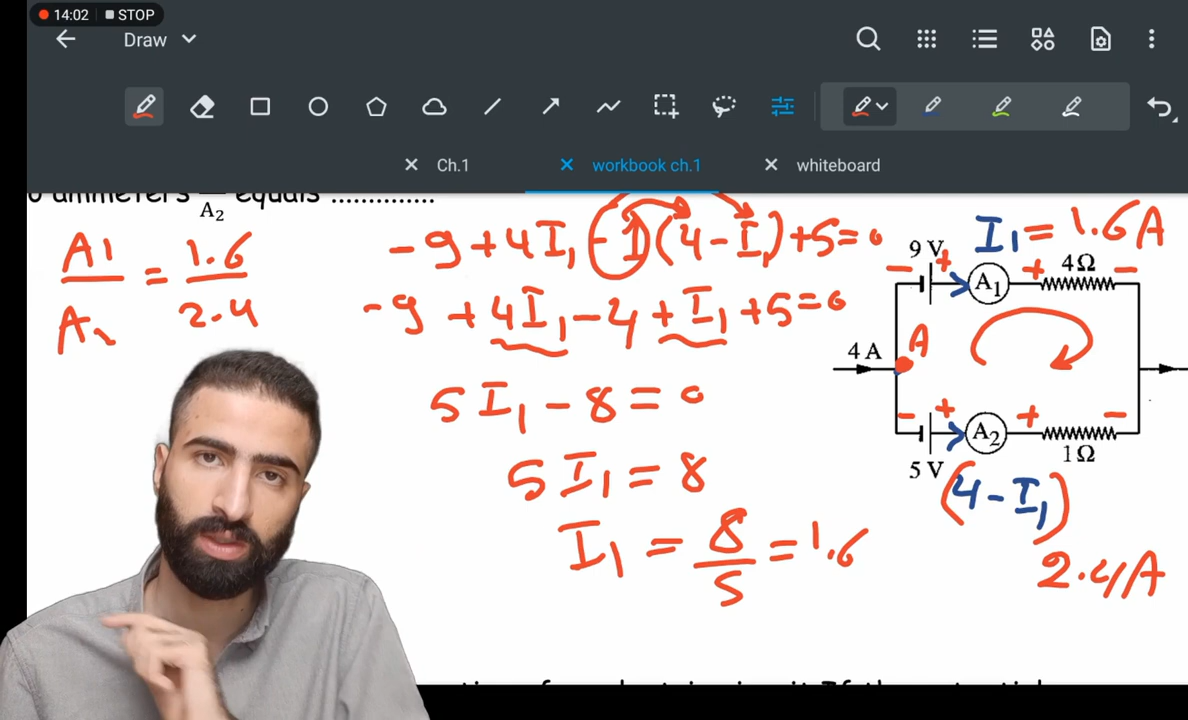 14:02 STOP
Draw
Ch.1
workbook ch.1
whiteboard
ammeters A2 equals ..............
A1/A2 = 1.6/2.4
-9+4I1-1(4-I1)+5=0
-9+4I1-4+I1+5=0
5I1-8=0
5I1=8
I1=8/5=1.6
I1=1.6A
9 V
+
-
A1
+
4Ω
-
4 A
A
-
+
A2
+
1Ω
-
5 V
(4-I1)
2.4A